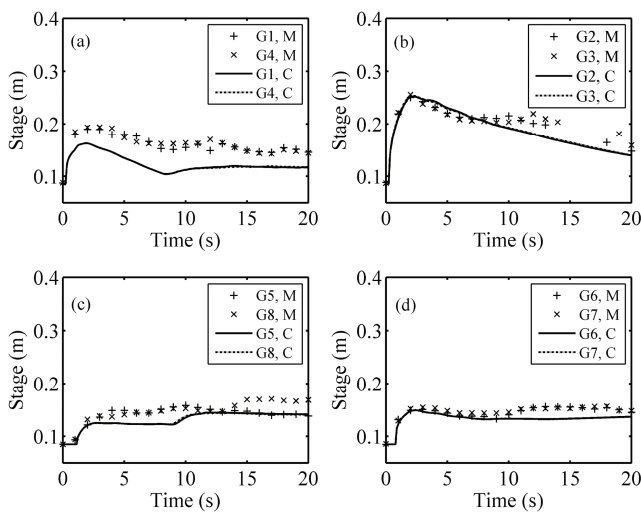 (a)
G1, M
G4, M
G1, C
G4, C
0.4
0.3
0.2
0.1
Stage (m)
0 5 10 15 20
Time (s)
(b)
G2, M
G3, M
G2, C
G3, C
0.4
0.3
0.2
0.1
Stage (m)
0 5 10 15 20
Time (s)
(c)
G5, M
G8, M
G5, C
G8, C
0.4
0.3
0.2
0.1
Stage (m)
0 5 10 15 20
Time (s)
(d)
G6, M
G7, M
G6, C
G7, C
0.4
0.3
0.2
0.1
Stage (m)
0 5 10 15 20
Time (s)